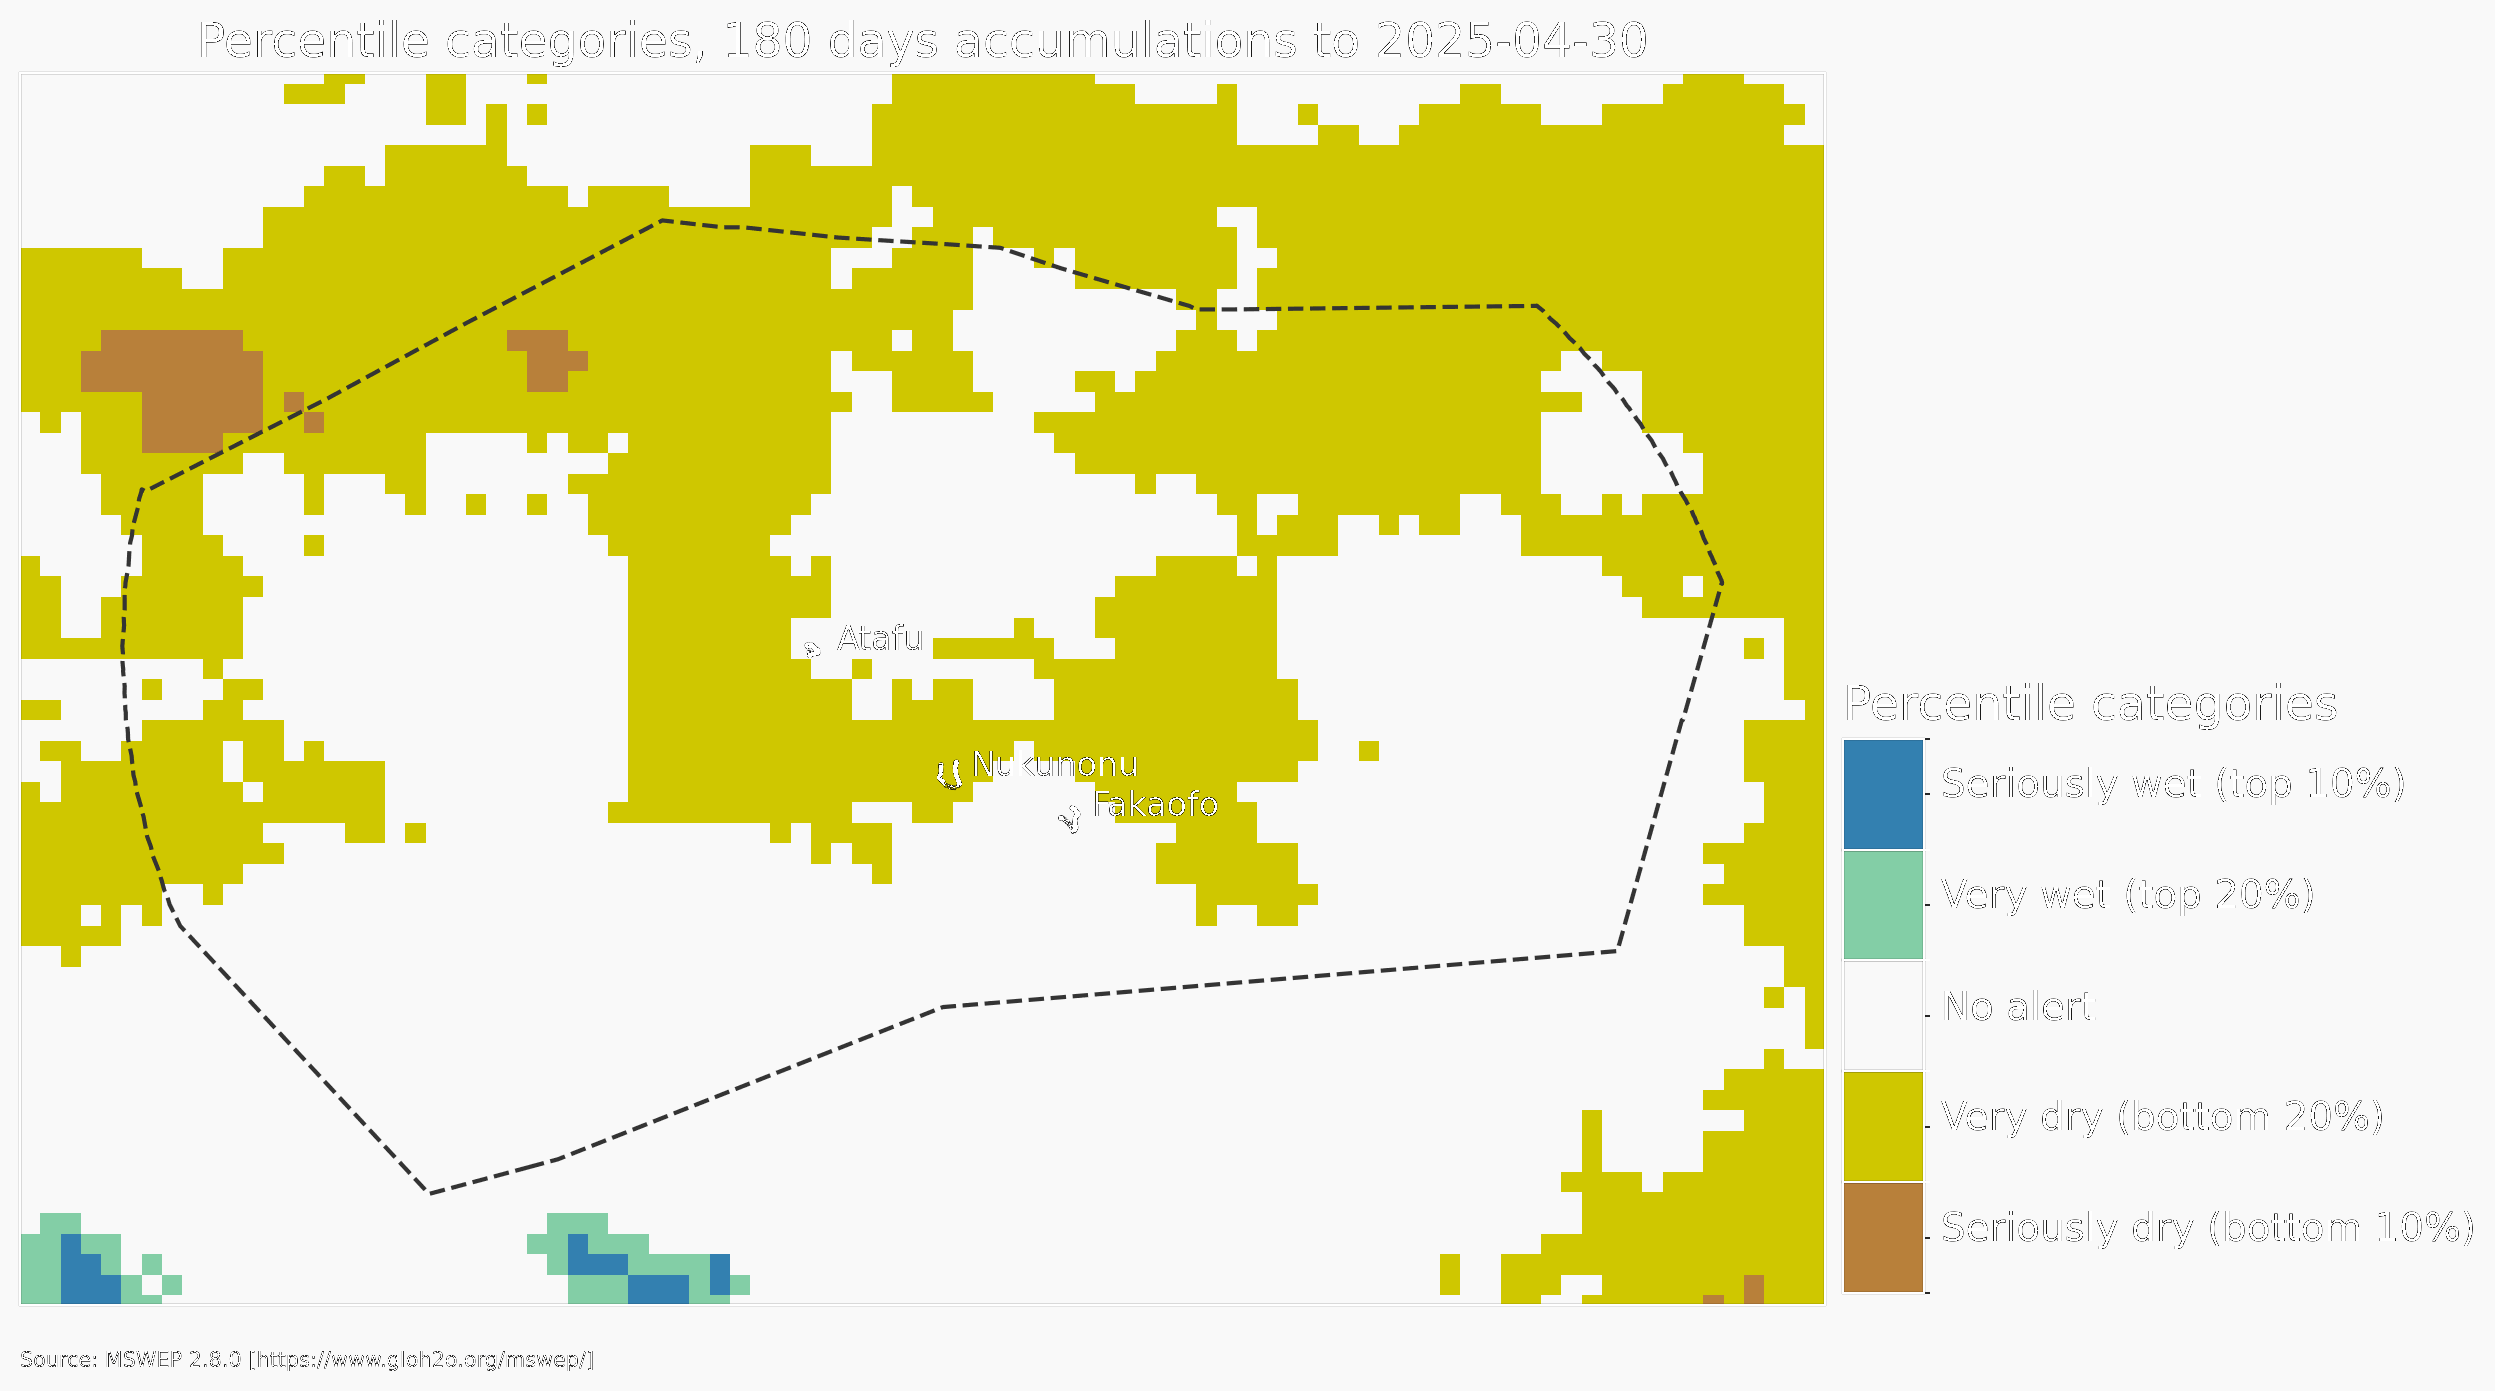 Percentile categories, 180 days accumulations to 2025-04-30
Atafu
Nukunonu
Fakaofo
Percentile categories
Seriously wet (top 10%)
Very wet (top 20%)
No alert
Very dry (bottom 20%)
Seriously dry (bottom 10%)
Source: MSWEP 2.8.0 [https://www.gloh2o.org/mswep/]